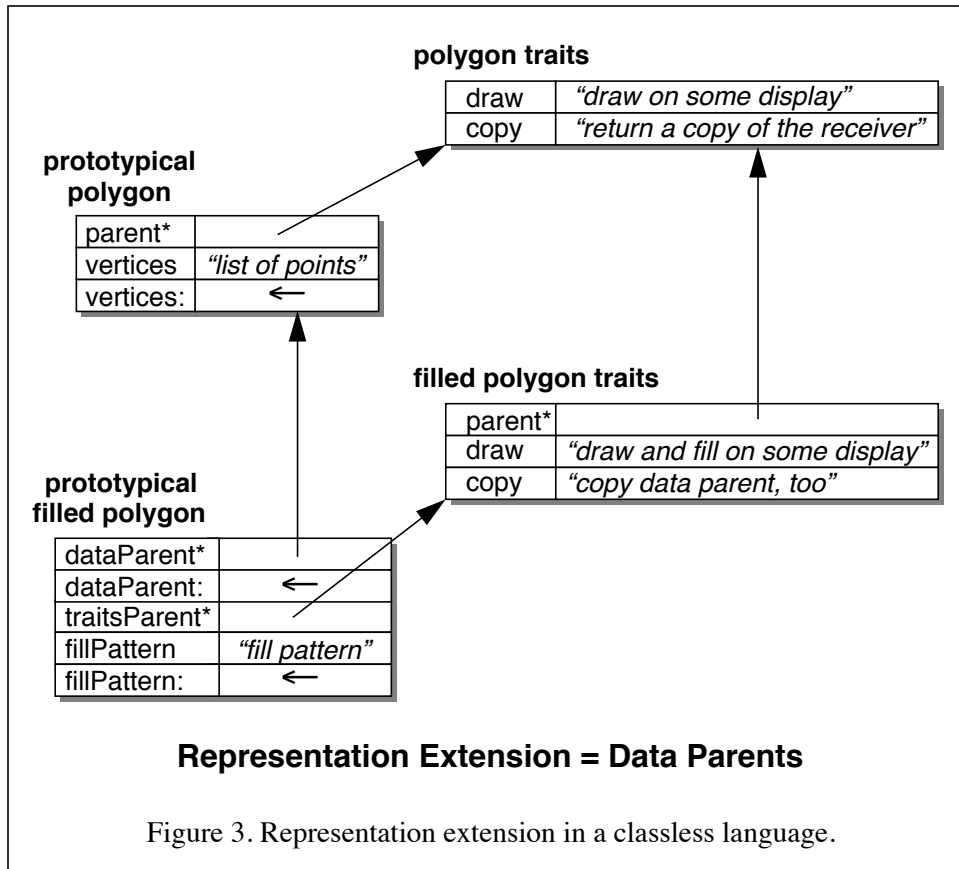 polygon traits
draw “draw on some display”
copy “return a copy of the receiver”
prototypical
polygon
parent*
vertices “list of points”
vertices: ←
filled polygon traits
parent*
draw “draw and fill on some display”
copy “copy data parent, too”
prototypical
filled polygon
dataParent*
dataParent: ←
traitsParent*
fillPattern “fill pattern”
fillPattern: ←
Representation Extension = Data Parents
Figure 3. Representation extension in a classless language.